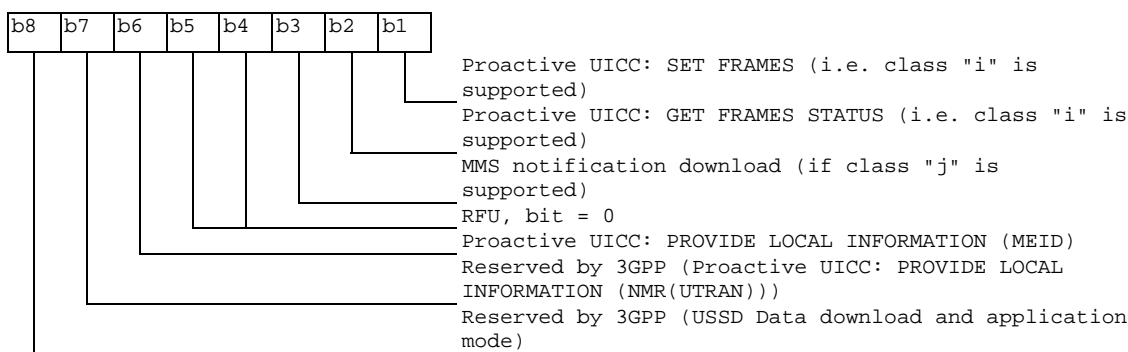 b8 b7 b6 b5 b4 b3 b2 b1
Proactive UICC: SET FRAMES (i.e. class "i" is
supported)
Proactive UICC: GET FRAMES STATUS (i.e. class "i" is
supported)
MMS notification download (if class "j" is
supported)
RFU, bit = 0
Proactive UICC: PROVIDE LOCAL INFORMATION (MEID)
Reserved by 3GPP (Proactive UICC: PROVIDE LOCAL
INFORMATION (NMR(UTRAN)))
Reserved by 3GPP (USSD Data download and application
mode)